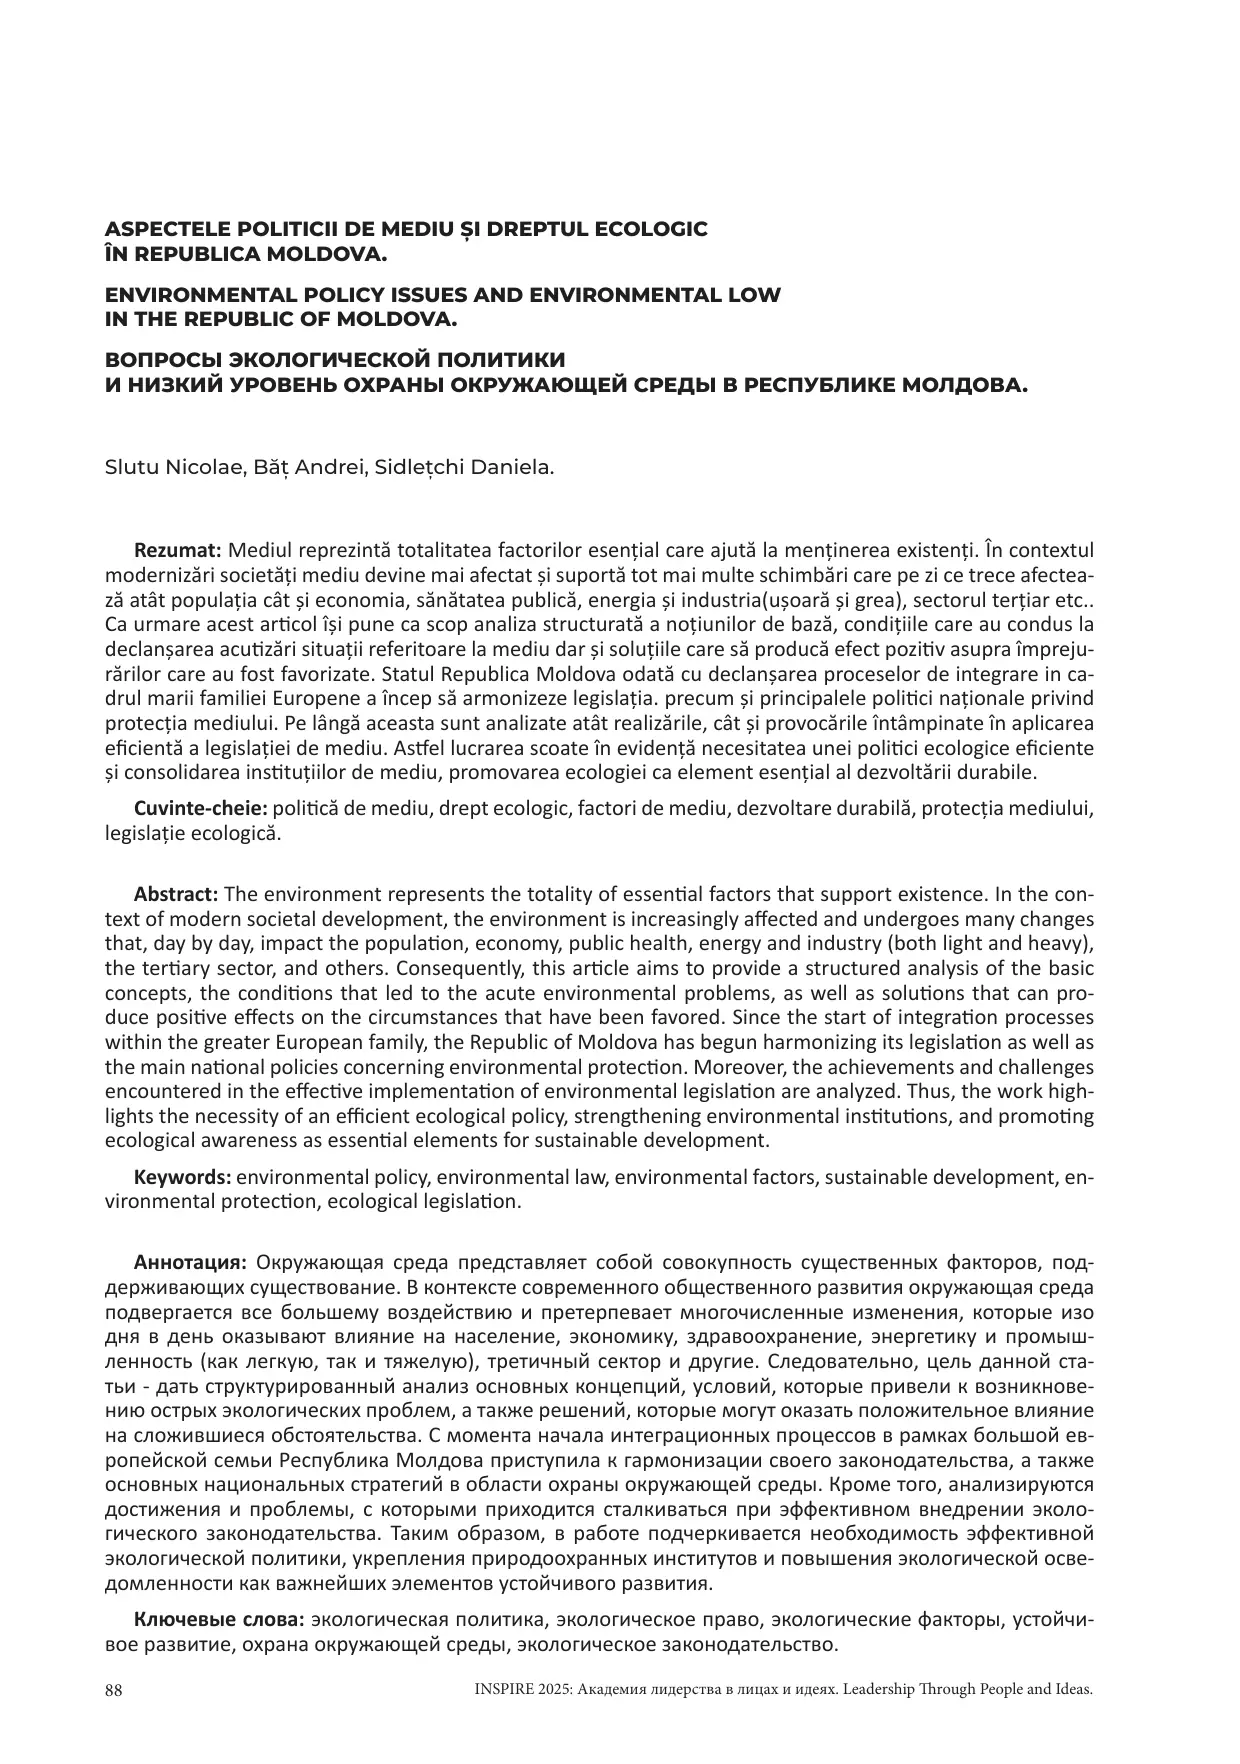 ASPECTELE POLITICII DE MEDIU ȘI DREPTUL ECOLOGIC
ÎN REPUBLICA MOLDOVA.
ENVIRONMENTAL POLICY ISSUES AND ENVIRONMENTAL LOW
IN THE REPUBLIC OF MOLDOVA.
ВОПРОСЫ ЭКОЛОГИЧЕСКОЙ ПОЛИТИКИ
И НИЗКИЙ УРОВЕНЬ ОХРАНЫ ОКРУЖАЮЩЕЙ СРЕДЫ В РЕСПУБЛИКЕ МОЛДОВА.
Slutu Nicolae, Băț Andrei, Sidlețchi Daniela.
Rezumat: Mediul reprezintă totalitatea factorilor esențial care ajută la menținerea existenți. În contextul
modernizări societăți mediu devine mai afectat și suportă tot mai multe schimbări care pe zi ce trece afectea-
ză atât populația cât și economia, sănătatea publică, energia și industria(ușoară și grea), sectorul terțiar etc..
Ca urmare acest articol își pune ca scop analiza structurată a noțiunilor de bază, condițiile care au condus la
declanșarea acutizări situații referitoare la mediu dar și soluțiile care să producă efect pozitiv asupra împreju-
rărilor care au fost favorizate. Statul Republica Moldova odată cu declanșarea proceselor de integrare in ca-
drul marii familiei Europene a încep să armonizeze legislația. precum și principalele politici naționale privind
protecția mediului. Pe lângă aceasta sunt analizate atât realizările, cât și provocările întâmpinate în aplicarea
eficientă a legislației de mediu. Astfel lucrarea scoate în evidență necesitatea unei politici ecologice eficiente
și consolidarea instituțiilor de mediu, promovarea ecologiei ca element esențial al dezvoltării durabile.
Cuvinte-cheie: politică de mediu, drept ecologic, factori de mediu, dezvoltare durabilă, protecția mediului,
legislație ecologică.
Abstract: The environment represents the totality of essential factors that support existence. In the con-
text of modern societal development, the environment is increasingly affected and undergoes many changes
that, day by day, impact the population, economy, public health, energy and industry (both light and heavy),
the tertiary sector, and others. Consequently, this article aims to provide a structured analysis of the basic
concepts, the conditions that led to the acute environmental problems, as well as solutions that can pro-
duce positive effects on the circumstances that have been favored. Since the start of integration processes
within the greater European family, the Republic of Moldova has begun harmonizing its legislation as well as
the main national policies concerning environmental protection. Moreover, the achievements and challenges
encountered in the effective implementation of environmental legislation are analyzed. Thus, the work high-
lights the necessity of an efficient ecological policy, strengthening environmental institutions, and promoting
ecological awareness as essential elements for sustainable development.
Keywords: environmental policy, environmental law, environmental factors, sustainable development, en-
vironmental protection, ecological legislation.
Аннотация: Окружающая среда представляет собой совокупность существенных факторов, под-
держивающих существование. В контексте современного общественного развития окружающая среда
подвергается все большему воздействию и претерпевает многочисленные изменения, которые изо
дня в день оказывают влияние на население, экономику, здравоохранение, энергетику и промыш-
ленность (как легкую, так и тяжелую), третичный сектор и другие. Следовательно, цель данной ста-
тьи - дать структурированный анализ основных концепций, условий, которые привели к возникнове-
нию острых экологических проблем, а также решений, которые могут оказать положительное влияние
на сложившиеся обстоятельства. С момента начала интеграционных процессов в рамках большой ев-
ропейской семьи Республика Молдова приступила к гармонизации своего законодательства, а также
основных национальных стратегий в области охраны окружающей среды. Кроме того, анализируются
достижения и проблемы, с которыми приходится сталкиваться при эффективном внедрении эколо-
гического законодательства. Таким образом, в работе подчеркивается необходимость эффективной
экологической политики, укрепления природоохранных институтов и повышения экологической осве-
домленности как важнейших элементов устойчивого развития.
Ключевые слова: экологическая политика, экологическое право, экологические факторы, устойчи-
вое развитие, охрана окружающей среды, экологическое законодательство.
88
INSPIRE 2025: Академия лидерства в лицах и идеях. Leadership Through People and Ideas.